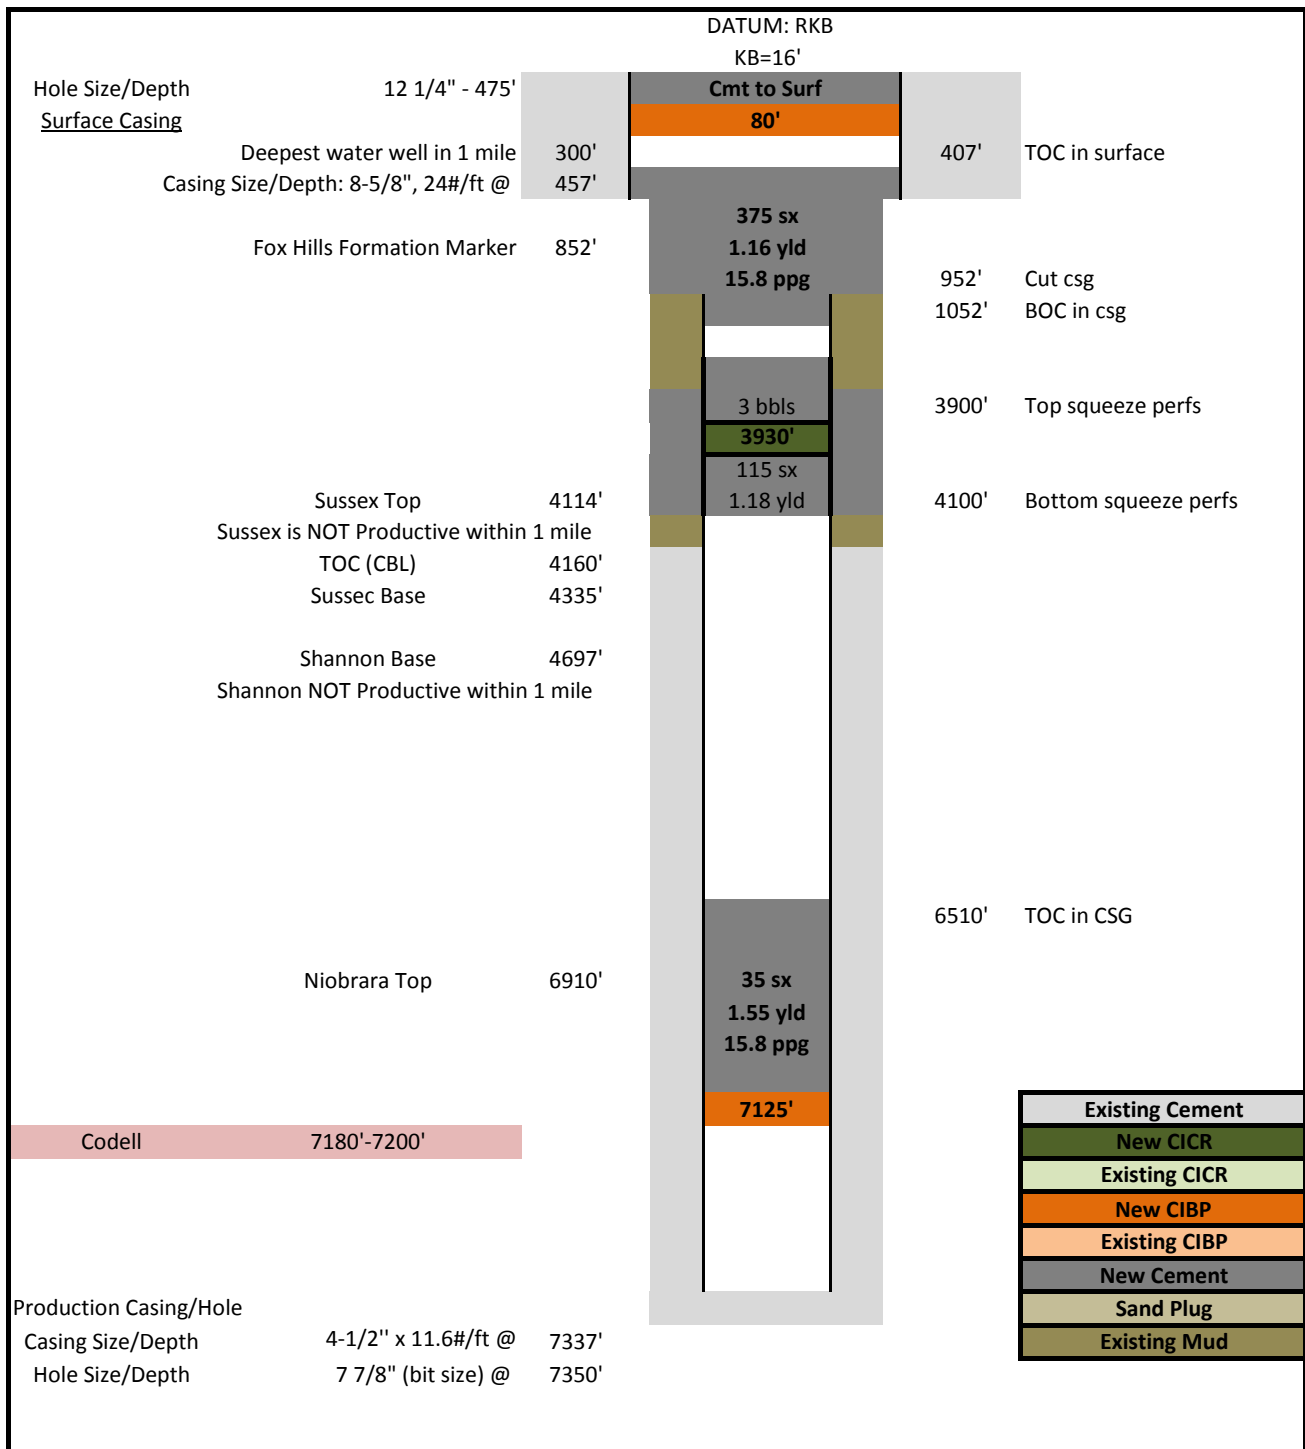 DATUM: RKB
KB=16'
Hole Size/Depth 12 1/4" - 475' Cmt to Surf
Surface Casing 80'
Deepest water well in 1 mile 300' 407' TOC in surface
Casing Size/Depth: 8-5/8", 24#/ft @ 457'
375 sx
Fox Hills Formation Marker 852' 1.16 yld
15.8 ppg 952' Cut csg
1052' BOC in csg
3 bbls 3900' Top squeeze perfs
3930'
115 sx
Sussex Top 4114' 1.18 yld 4100' Bottom squeeze perfs
Sussex is NOT Productive within 1 mile
TOC (CBL) 4160'
Sussec Base 4335'
Shannon Base 4697'
Shannon NOT Productive within 1 mile
6510' TOC in CSG
Niobrara Top 6910' 35 sx
1.55 yld
15.8 ppg
7125' Existing Cement
Codell 7180'-7200' New CICR
Existing CICR
New CIBP
Existing CIBP
New Cement
Production Casing/Hole Sand Plug
Casing Size/Depth 4-1/2'' x 11.6#/ft @ 7337' Existing Mud
Hole Size/Depth 7 7/8" (bit size) @ 7350'